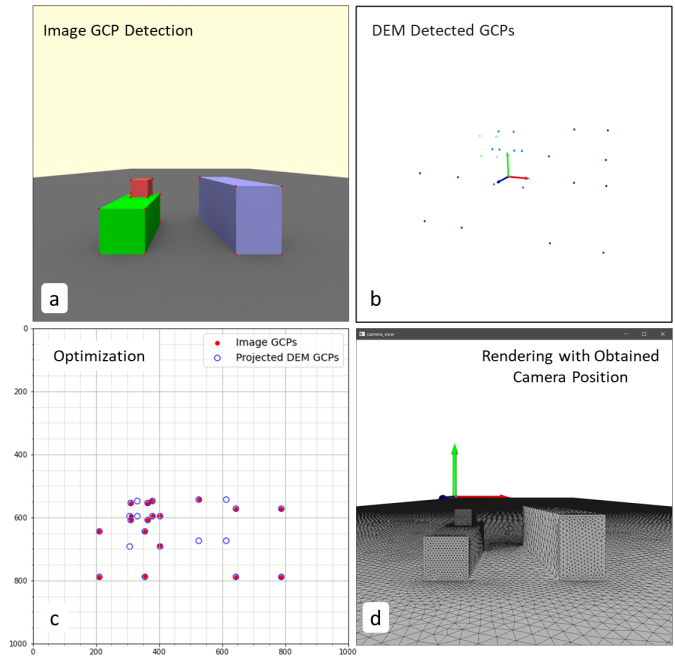 Image GCP Detection
a
DEM Detected GCPs
b
0
200
400
600
800
1000
0
200
400
600
800
1000
Optimization
Image GCPs
Projected DEM GCPs
c
camera_view
Rendering with Obtained
Camera Position
d